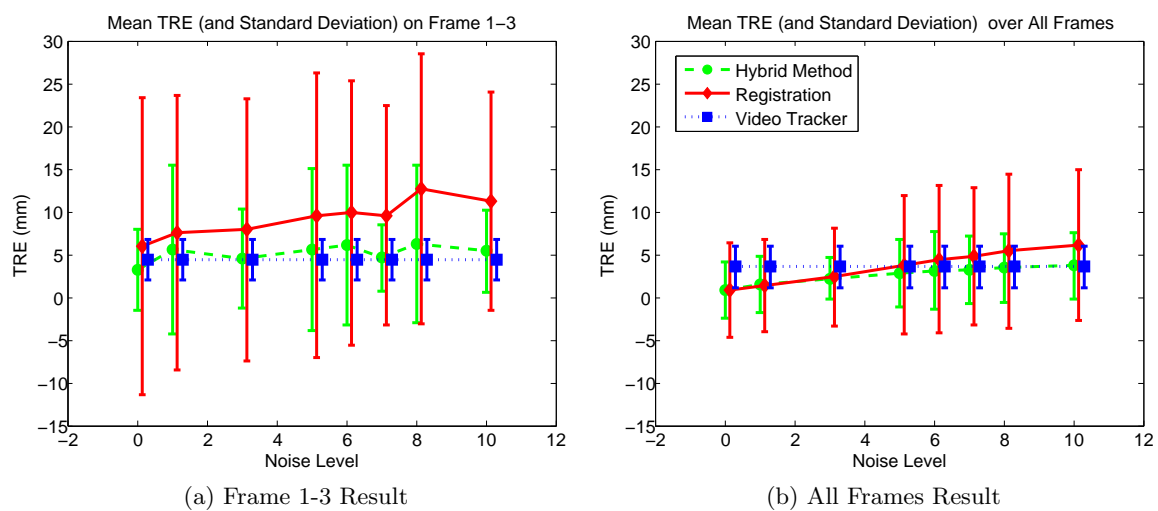 Mean TRE (and Standard Deviation) on Frame 1−3
30
25
20
15
10
5
0
−5
−10
−15
TRE (mm)
−2 0 2 4 6 8 10 12
Noise Level
(a) Frame 1-3 Result
Mean TRE (and Standard Deviation) over All Frames
Hybrid Method
Registration
Video Tracker
30
25
20
15
10
5
0
−5
−10
−15
TRE (mm)
−2 0 2 4 6 8 10 12
Noise Level
(b) All Frames Result